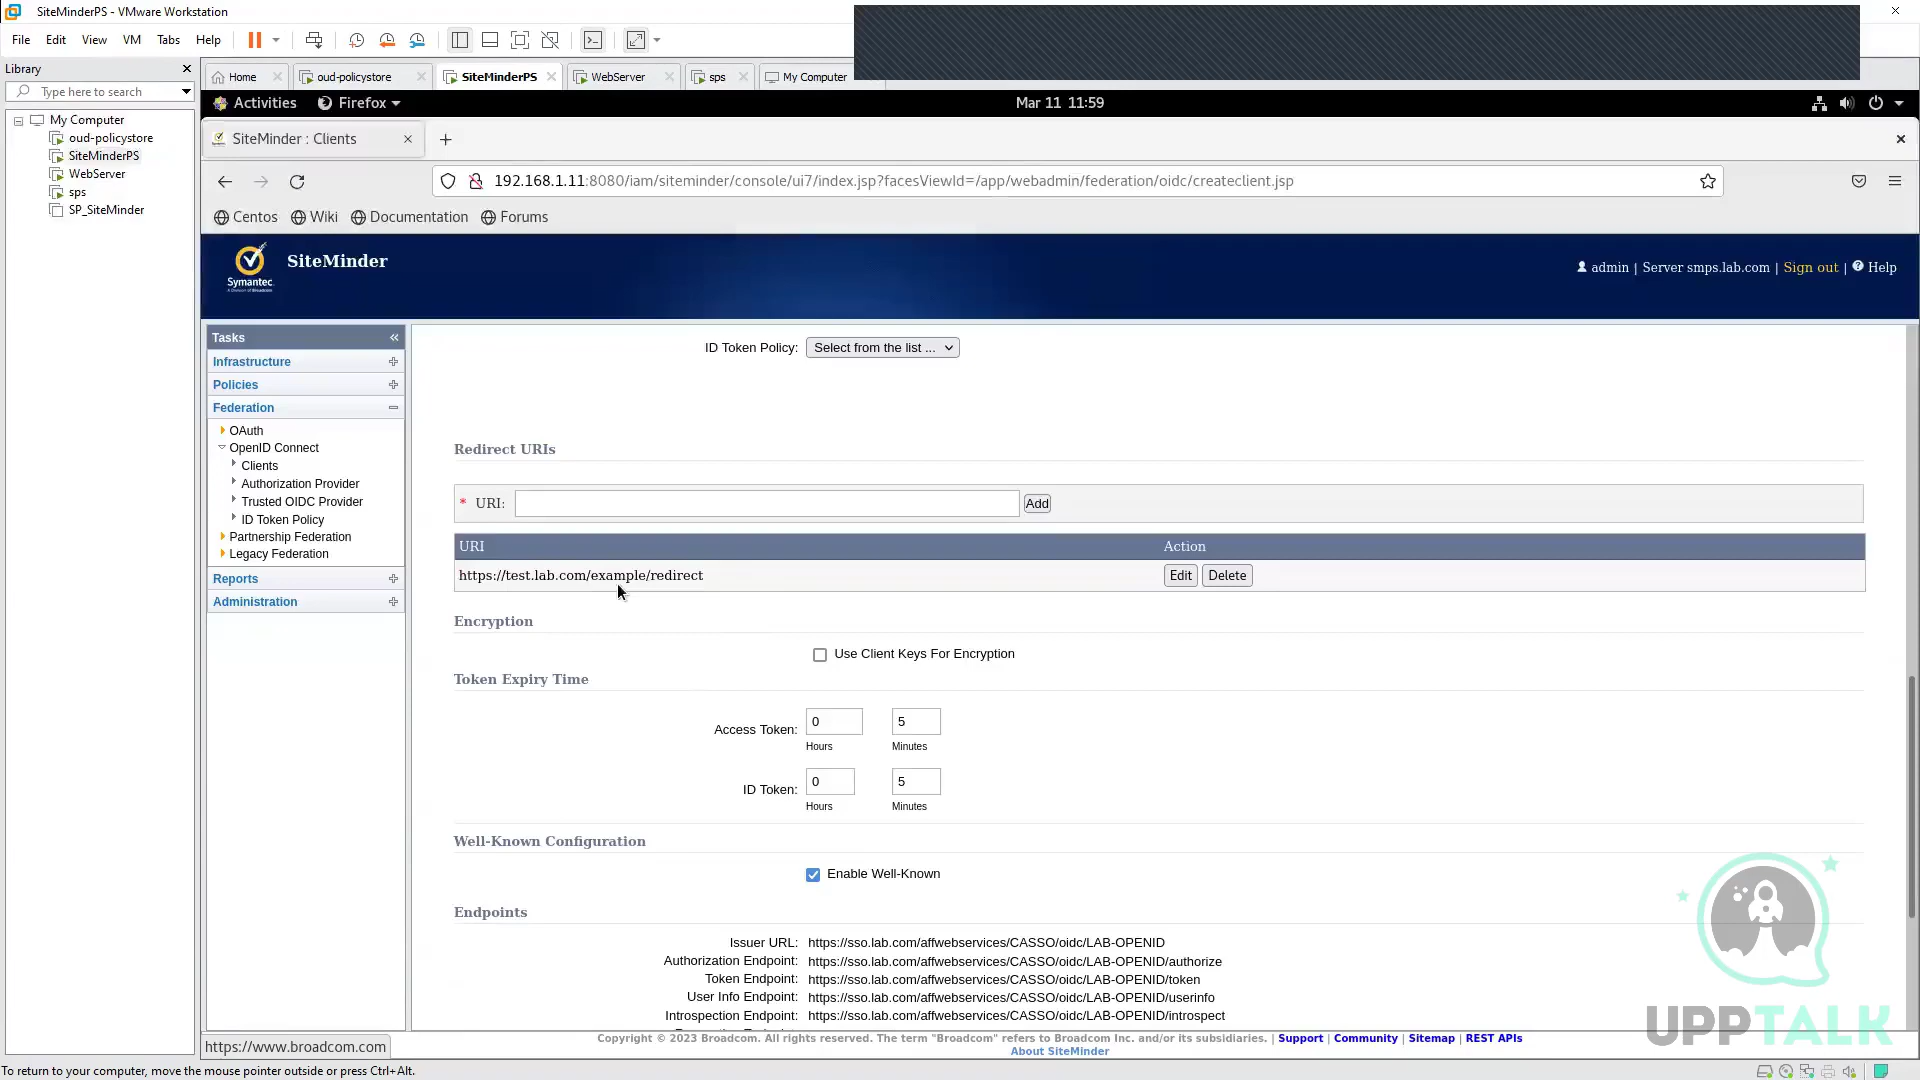 SiteMinderPS - VMware Workstation
File Edit View VM Tabs Help
Library
Type here to search
My Computer
oud-policystore
SiteMinderPS
WebServer
sps
SP_SiteMinder
Home oud-policystore SiteMinderPS WebServer sps My Computer
Activities Firefox Mar 11 11:59
SiteMinder : Clients
192.168.1.11:8080/iam/siteminder/console/ui7/index.jsp?facesViewId=/app/webadmin/federation/oidc/createclient.jsp
Centos Wiki Documentation Forums
Symantec
A Division of Broadcom
SiteMinder
admin | Server smps.lab.com | Sign out | Help
Tasks
Infrastructure
Policies
Federation
OAuth
OpenID Connect
Clients
Authorization Provider
Trusted OIDC Provider
ID Token Policy
Partnership Federation
Legacy Federation
Reports
Administration
ID Token Policy: Select from the list ...
Redirect URIs
* URI: Add
URI Action
https://test.lab.com/example/redirect Edit Delete
Encryption
Use Client Keys For Encryption
Token Expiry Time
Access Token: 0 5
Hours Minutes
ID Token: 0 5
Hours Minutes
Well-Known Configuration
Enable Well-Known
Endpoints
Issuer URL: https://sso.lab.com/affwebservices/CASSO/oidc/LAB-OPENID
Authorization Endpoint: https://sso.lab.com/affwebservices/CASSO/oidc/LAB-OPENID/authorize
Token Endpoint: https://sso.lab.com/affwebservices/CASSO/oidc/LAB-OPENID/token
User Info Endpoint: https://sso.lab.com/affwebservices/CASSO/oidc/LAB-OPENID/userinfo
Introspection Endpoint: https://sso.lab.com/affwebservices/CASSO/oidc/LAB-OPENID/introspect
Copyright © 2023 Broadcom. All rights reserved. The term "Broadcom" refers to Broadcom Inc. and/or its subsidiaries. | Support | Community | Sitemap | REST APIs
About SiteMinder
https://www.broadcom.com
UPPTALK
To return to your computer, move the mouse pointer outside or press Ctrl+Alt.